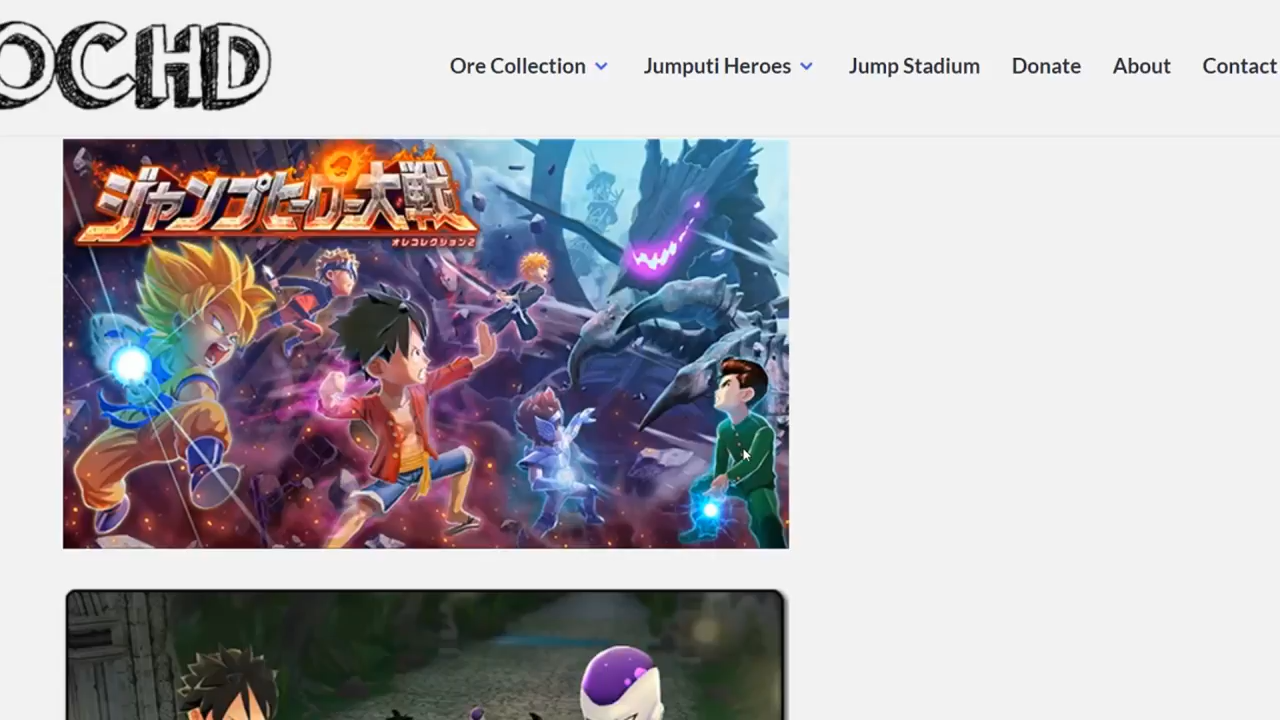 OCHD
Ore Collection
Jumputi Heroes
Jump Stadium
Donate
About
Contact
ジャンプヒーロー大戦
オレコレクション2